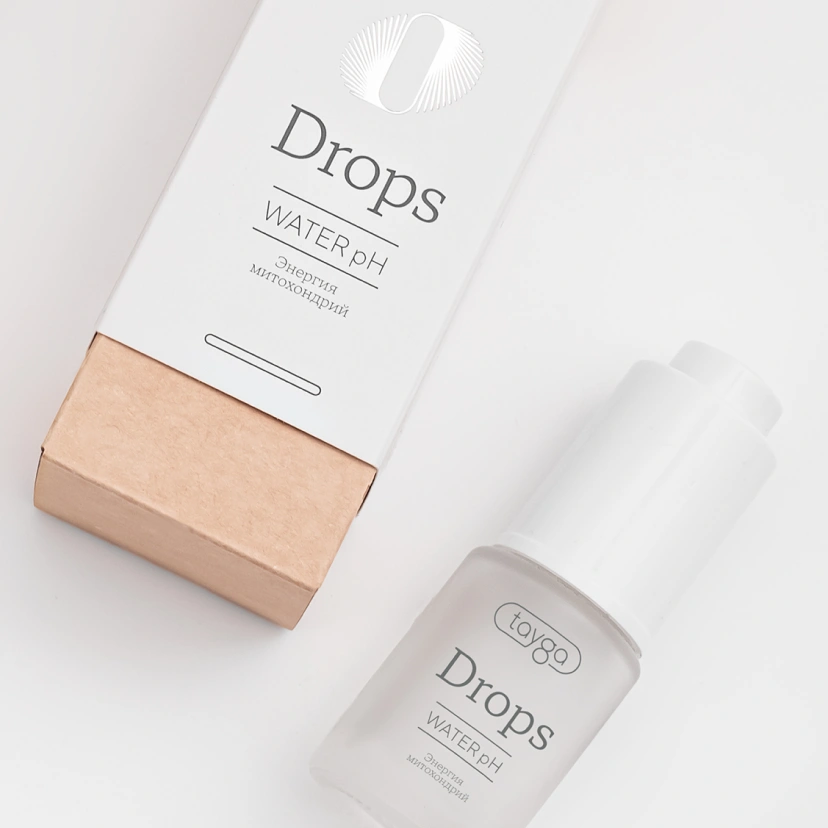 Drops
WATER pH
Энергия
митохондрий
tayga
Drops
WATER pH
Энергия
митохондрий